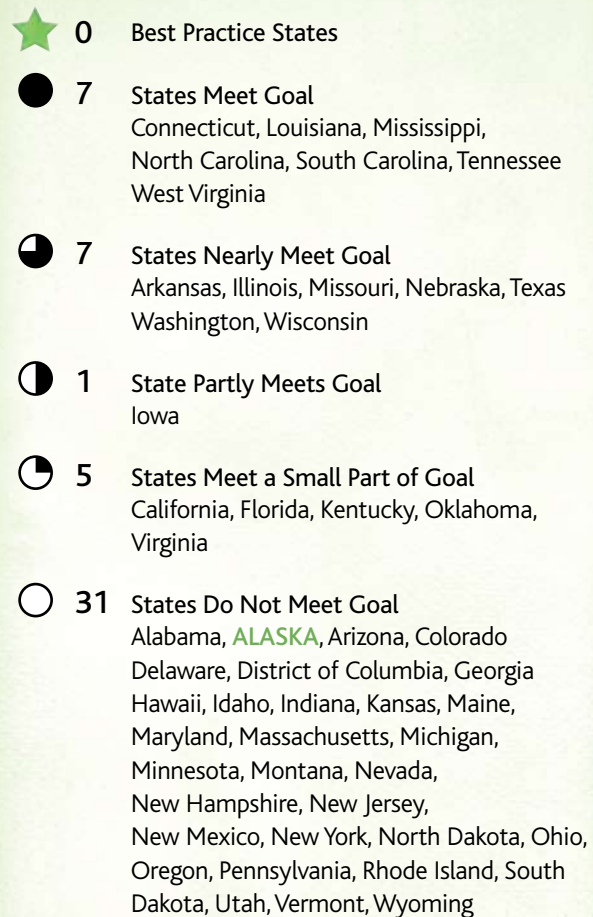 0 Best Practice States
7 States Meet Goal
Connecticut, Louisiana, Mississippi,
North Carolina, South Carolina, Tennessee
West Virginia
7 States Nearly Meet Goal
Arkansas, Illinois, Missouri, Nebraska, Texas
Washington, Wisconsin
1 State Partly Meets Goal
Iowa
5 States Meet a Small Part of Goal
California, Florida, Kentucky, Oklahoma,
Virginia
31 States Do Not Meet Goal
Alabama, ALASKA, Arizona, Colorado
Delaware, District of Columbia, Georgia
Hawaii, Idaho, Indiana, Kansas, Maine,
Maryland, Massachusetts, Michigan,
Minnesota, Montana, Nevada,
New Hampshire, New Jersey,
New Mexico, New York, North Dakota, Ohio,
Oregon, Pennsylvania, Rhode Island, South
Dakota, Utah, Vermont, Wyoming